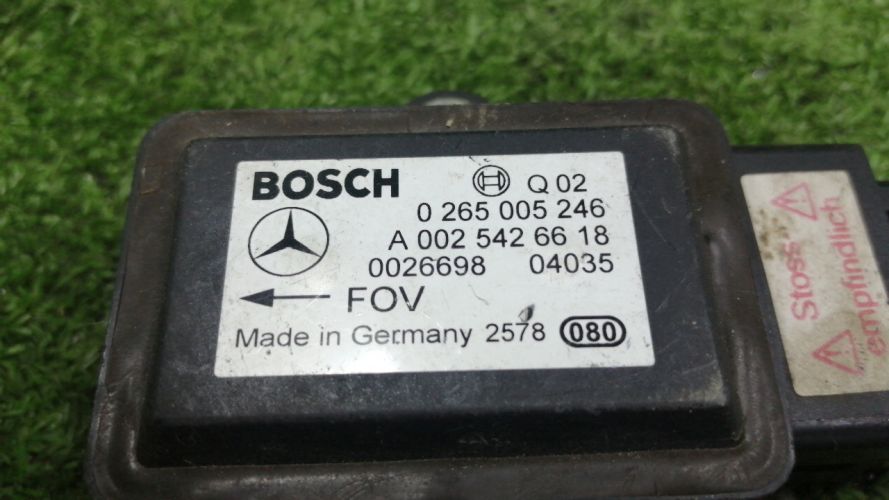 BOSCH Q 02
0 265 005 246
A 002 542 66 18
0026698 04035
FOV
Made in Germany 2578 080
Stoss
empfindlich